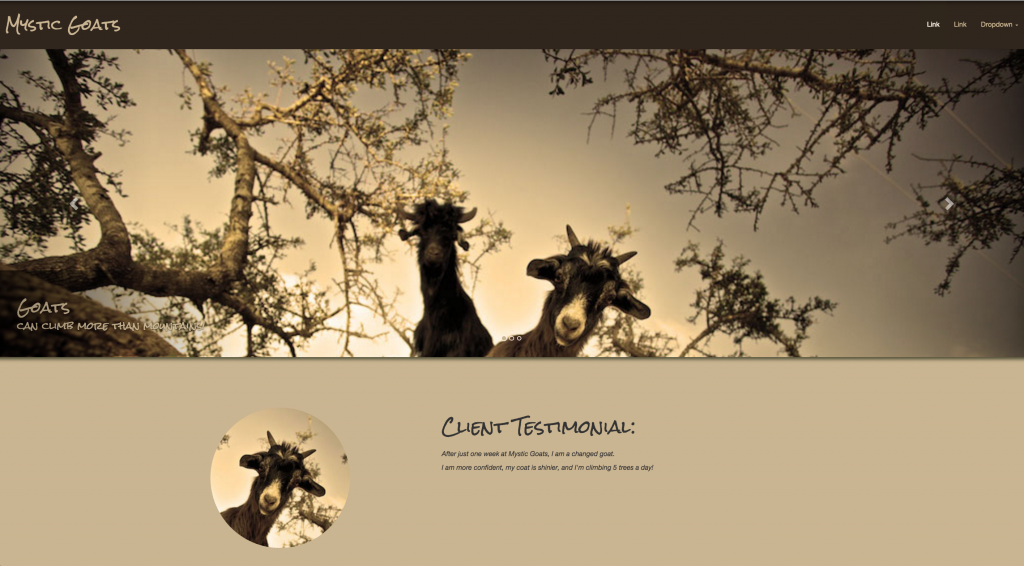 Mystic Goats
Link Link Dropdown
Goats
can climb more than mountains
Client Testimonial:
After just one week at Mystic Goats, I am a changed goat.
I am more confident, my coat is shinier, and I'm climbing 5 trees a day!